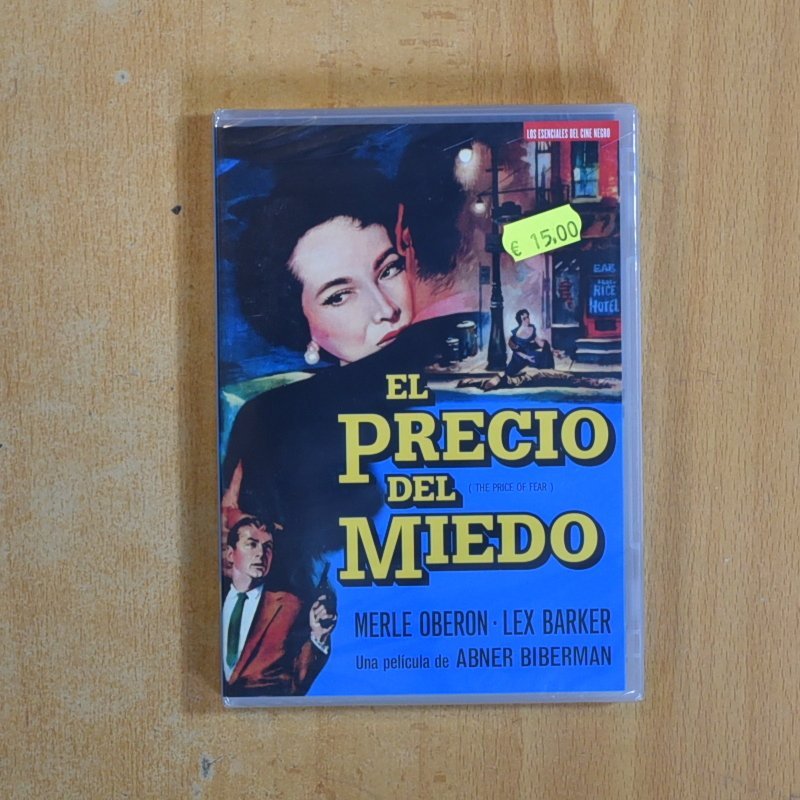 LOS ESENCIALES DEL CINE NEGRO
€ 15,00
BAR
RICE
HOTEL
EL
PRECIO
DEL
(THE PRICE OF FEAR)
MIEDO
MERLE OBERON · LEX BARKER
Una película de ABNER BIBERMAN